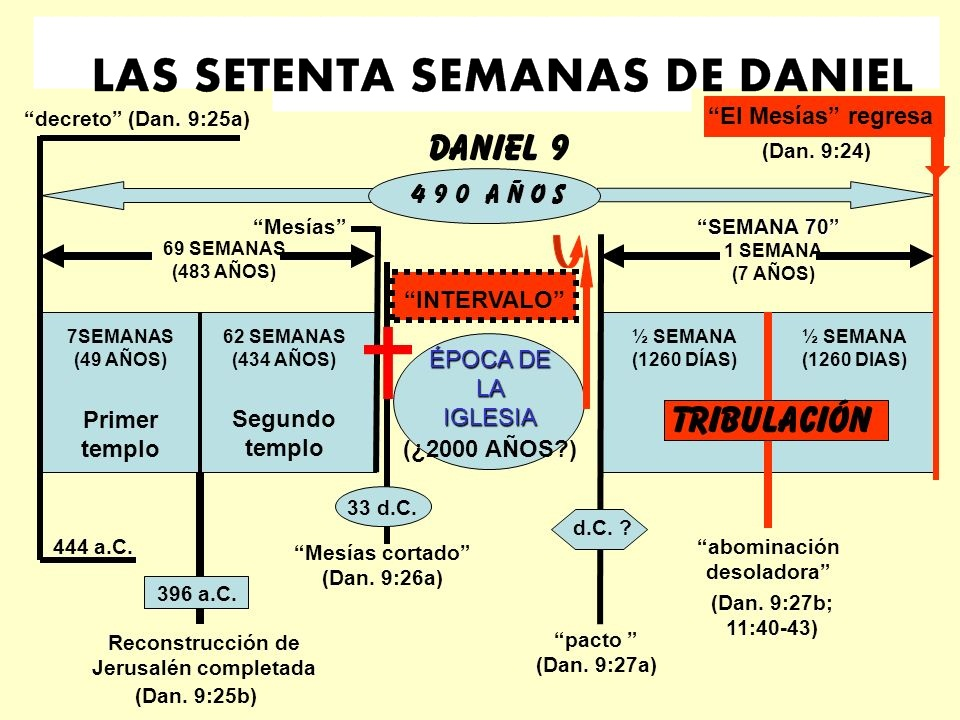 LAS SETENTA SEMANAS DE DANIEL
“decreto” (Dan. 9:25a)
“El Mesías” regresa
(Dan. 9:24)
DANIEL 9
490 AÑOS
“Mesías”
69 SEMANAS
(483 AÑOS)
“SEMANA 70”
1 SEMANA
(7 AÑOS)
“INTERVALO”
7SEMANAS
(49 AÑOS)
62 SEMANAS
(434 AÑOS)
½ SEMANA
(1260 DÍAS)
½ SEMANA
(1260 DIAS)
ÉPOCA DE
LA
IGLESIA
(¿2000 AÑOS?)
Primer
templo
Segundo
templo
TRIBULACIÓN
33 d.C.
d.C. ?
444 a.C.
“Mesías cortado”
(Dan. 9:26a)
“abominación
desoladora”
(Dan. 9:27b;
11:40-43)
396 a.C.
Reconstrucción de
Jerusalén completada
(Dan. 9:25b)
“pacto ”
(Dan. 9:27a)